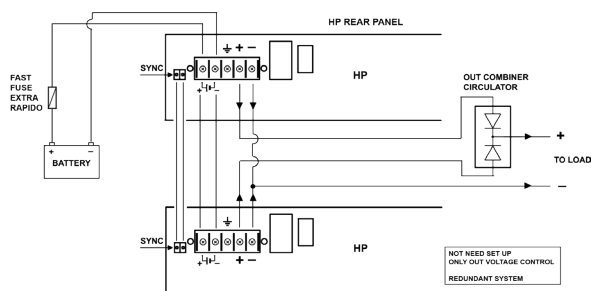 HP REAR PANEL
+ −
SYNC
HP
+ −
FAST
FUSE
EXTRA
RAPIDO
+ −
BATTERY
OUT COMBINER
CIRCULATOR
+
TO LOAD
−
SYNC
HP
+ −
+ −
NOT NEED SET UP
ONLY OUT VOLTAGE CONTROL
REDUNDANT SYSTEM